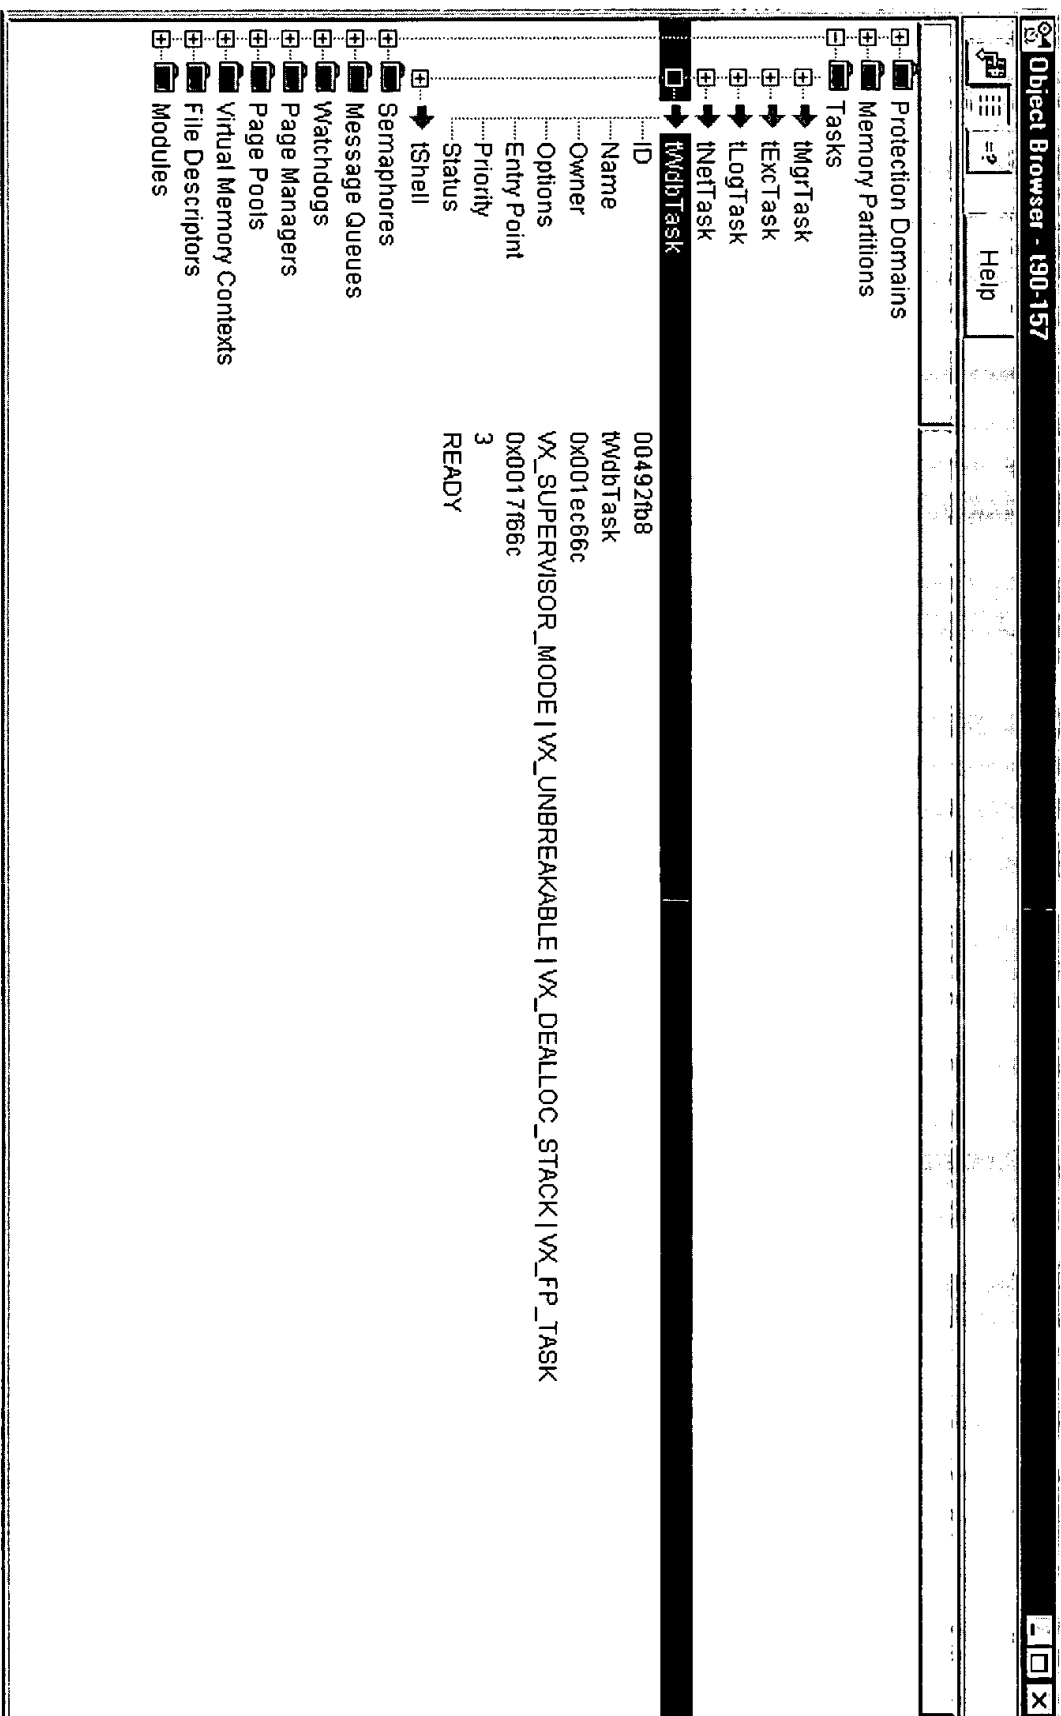 Object Browser - t90-157
=? Help
Protection Domains
Memory Partitions
Tasks
tMgrTask
tExcTask
tLogTask
tNetTask
tWdbTask
ID 00492fb8
Name tWdbTask
Owner 0x001ec66c
Options VX_SUPERVISOR_MODE | VX_UNBREAKABLE | VX_DEALLOC_STACK | VX_FP_TASK
Entry Point 0x0017f66c
Priority 3
Status READY
tShell
Semaphores
Message Queues
Watchdogs
Page Managers
Page Pools
Virtual Memory Contexts
File Descriptors
Modules